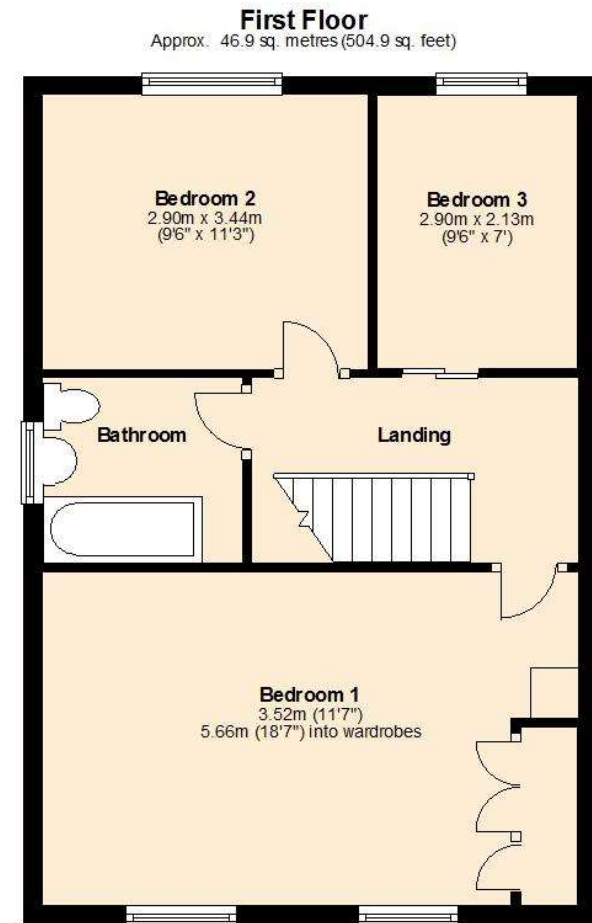 First Floor
Approx. 46.9 sq. metres (504.9 sq. feet)
Bedroom 2
2.90m x 3.44m
(9'6" x 11'3")
Bedroom 3
2.90m x 2.13m
(9'6" x 7')
Bathroom
Landing
Bedroom 1
3.52m (11'7")
5.66m (18'7") into wardrobes